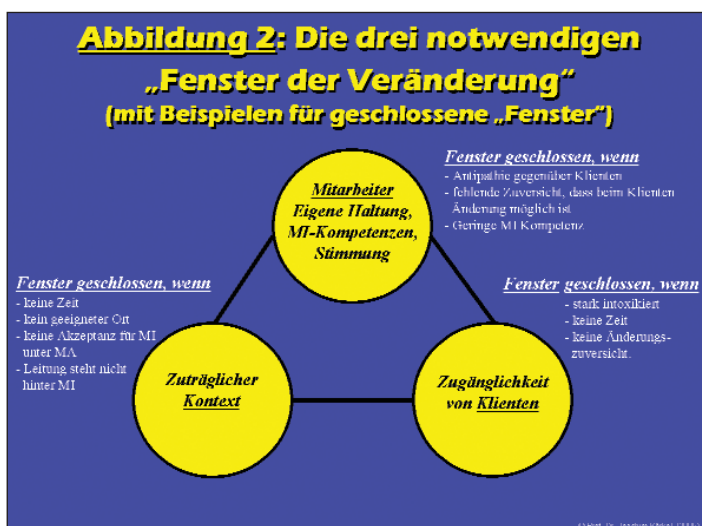 Abbildung 2: Die drei notwendigen
„Fenster der Veränderung“
(mit Beispielen für geschlossene „Fenster“)
Mitarbeiter
Eigene Haltung,
MI-Kompetenzen,
Stimmung
Fenster geschlossen, wenn
- Antipathie gegenüber Klienten
- fehlende Zuversicht, dass beim Klienten
Änderung möglich ist
- Geringe MI Kompetenz
Fenster geschlossen, wenn
- keine Zeit
- kein geeigneter Ort
- keine Akzeptanz für MI
unter MA
- Leitung steht nicht
hinter MI
Fenster geschlossen, wenn
- stark intoxikiert
- keine Zeit
- keine Änderungs-
zuversicht.
Zuträglicher
Kontext
Zugänglichkeit
von Klienten